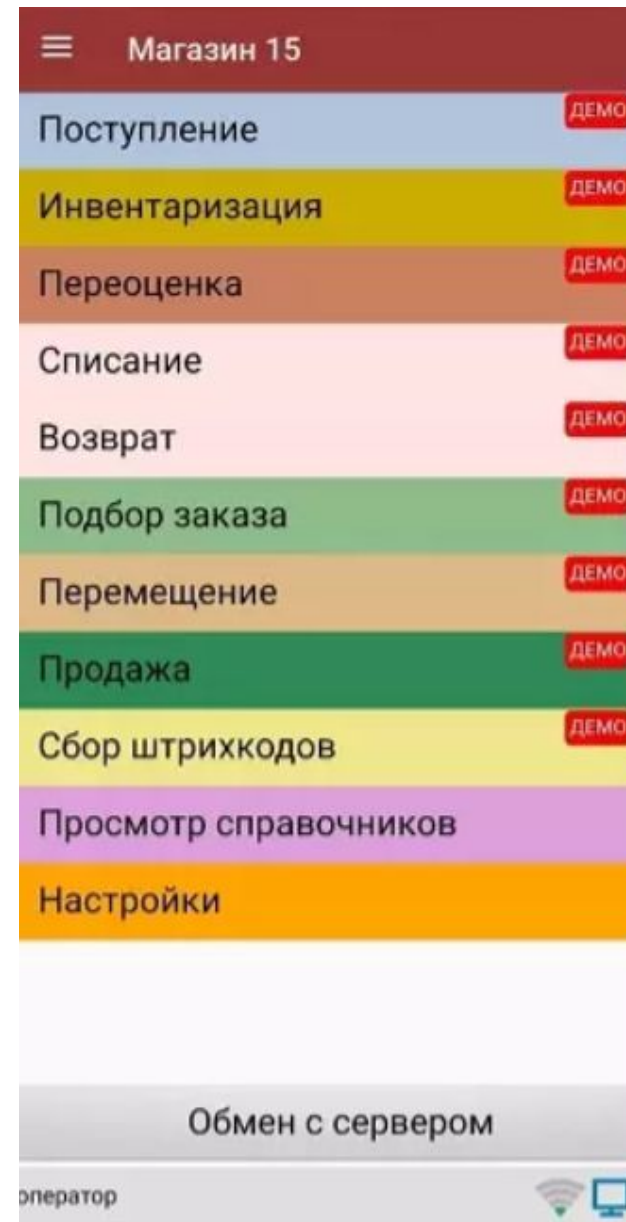 Магазин 15
Поступление
ДЕМО
Инвентаризация
ДЕМО
Переоценка
ДЕМО
Списание
ДЕМО
Возврат
ДЕМО
Подбор заказа
ДЕМО
Перемещение
ДЕМО
Продажа
ДЕМО
Сбор штрихкодов
ДЕМО
Просмотр справочников
Настройки
Обмен с сервером
оператор